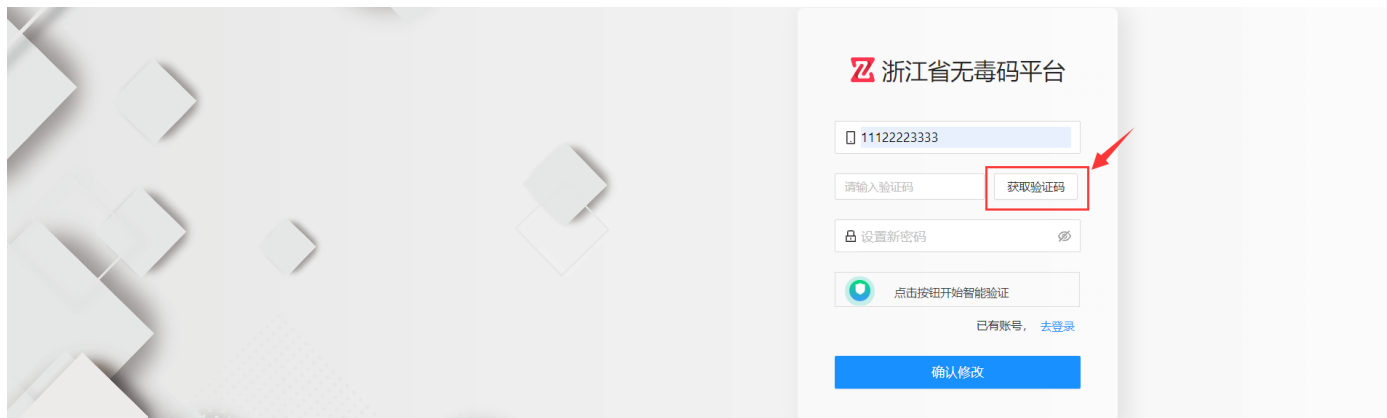 浙江省无毒码平台
11122223333
请输入验证码 获取验证码
设置新密码
点击按钮开始智能验证
已有账号， 去登录
确认修改